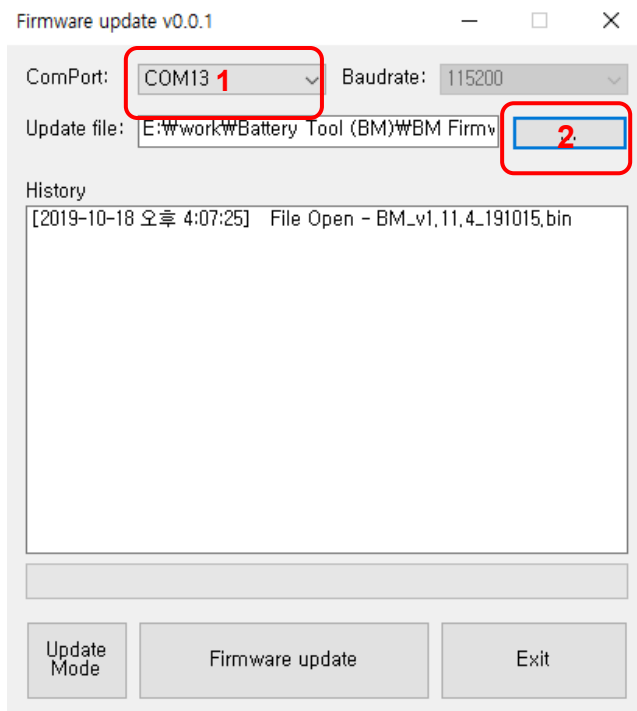 Firmware update v0.0.1
ComPort: COM13 1 Baudrate: 115200
Update file: E:₩work₩Battery Tool (BM)₩BM Firmw 2
History
[2019-10-18 오후 4:07:25] File Open - BM_v1,11,4_191015,bin
Update
Mode
Firmware update
Exit